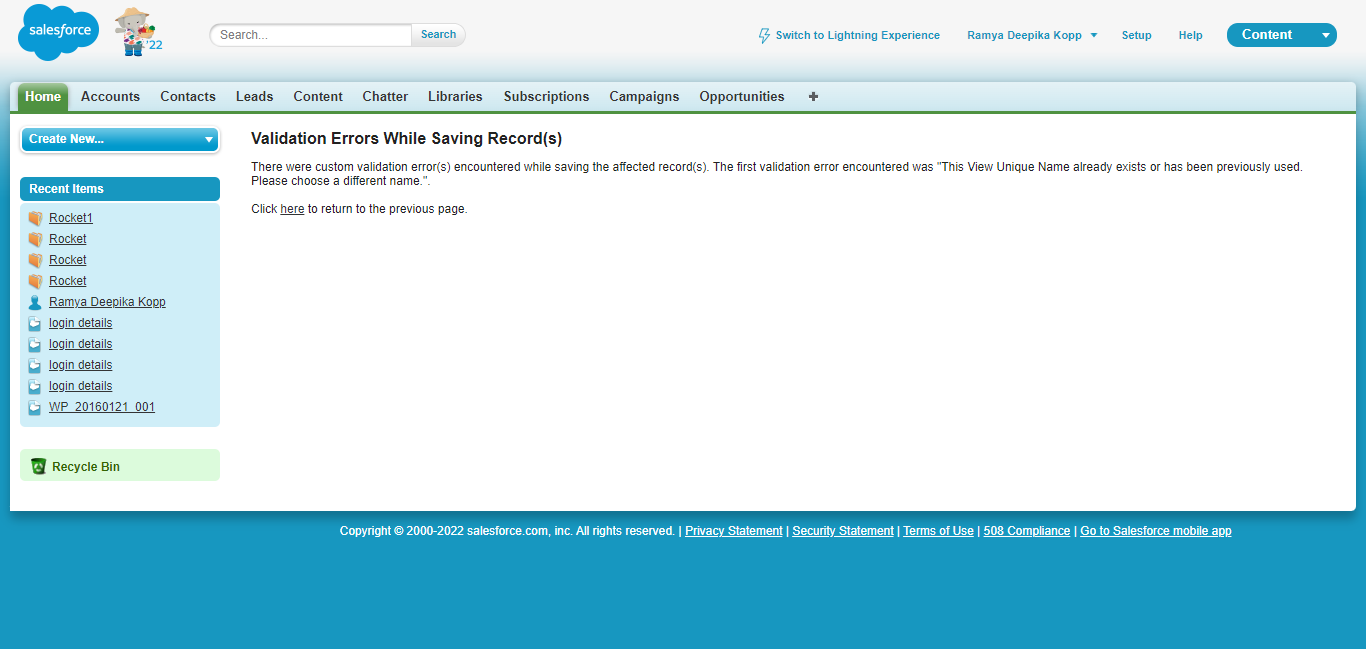 salesforce
'22
Search...
Search
Switch to Lightning Experience
Ramya Deepika Kopp
Setup
Help
Content
Home Accounts Contacts Leads Content Chatter Libraries Subscriptions Campaigns Opportunities +
Create New...
Recent Items
Rocket1
Rocket
Rocket
Rocket
Ramya Deepika Kopp
login details
login details
login details
login details
WP_20160121_001
Recycle Bin
Validation Errors While Saving Record(s)
There were custom validation error(s) encountered while saving the affected record(s). The first validation error encountered was "This View Unique Name already exists or has been previously used.
Please choose a different name.".
Click here to return to the previous page.
Copyright © 2000-2022 salesforce.com, inc. All rights reserved. | Privacy Statement | Security Statement | Terms of Use | 508 Compliance | Go to Salesforce mobile app